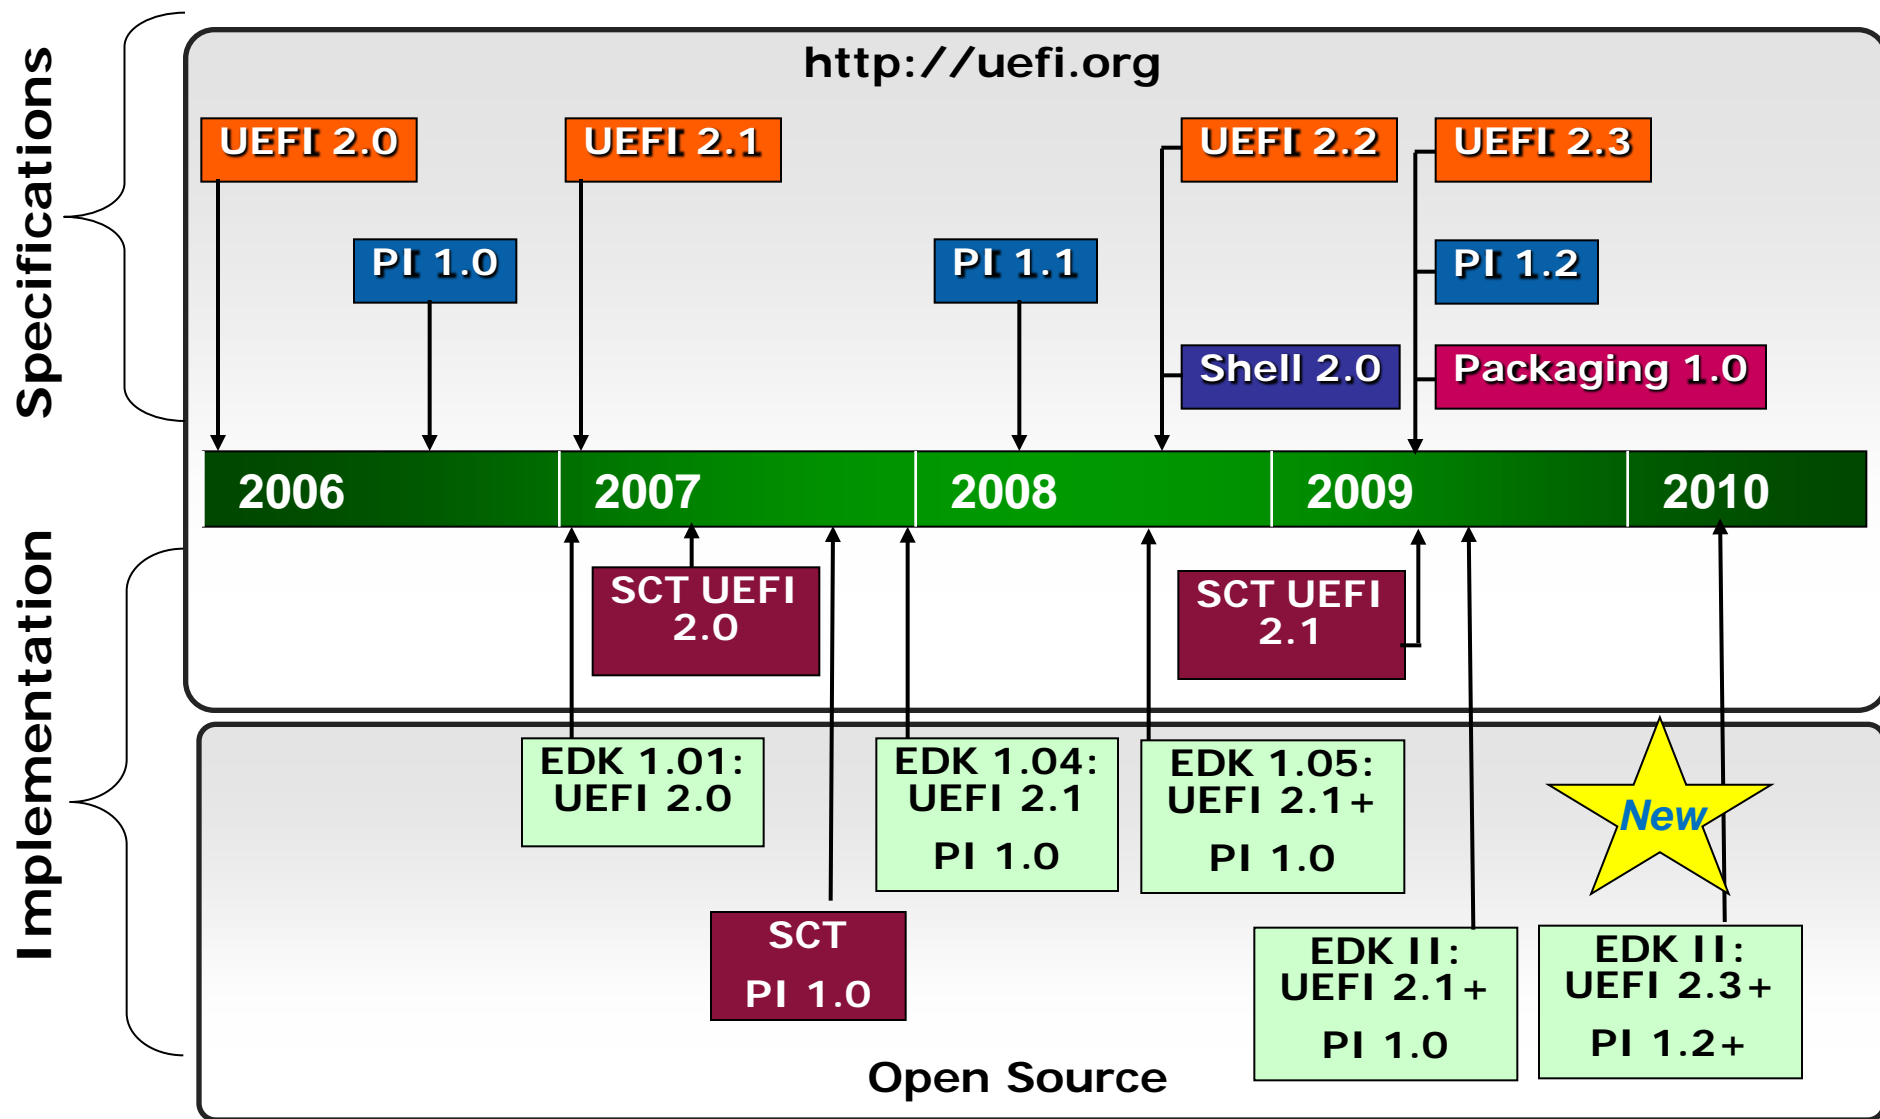 http://uefi.org
Specifications
UEFI 2.0
UEFI 2.1
UEFI 2.2
UEFI 2.3
PI 1.0
PI 1.1
PI 1.2
Shell 2.0
Packaging 1.0
2006
2007
2008
2009
2010
Implementation
SCT UEFI
2.0
SCT UEFI
2.1
EDK 1.01:
UEFI 2.0
EDK 1.04:
UEFI 2.1
PI 1.0
EDK 1.05:
UEFI 2.1+
PI 1.0
New
SCT
PI 1.0
EDK II:
UEFI 2.1+
PI 1.0
EDK II:
UEFI 2.3+
PI 1.2+
Open Source